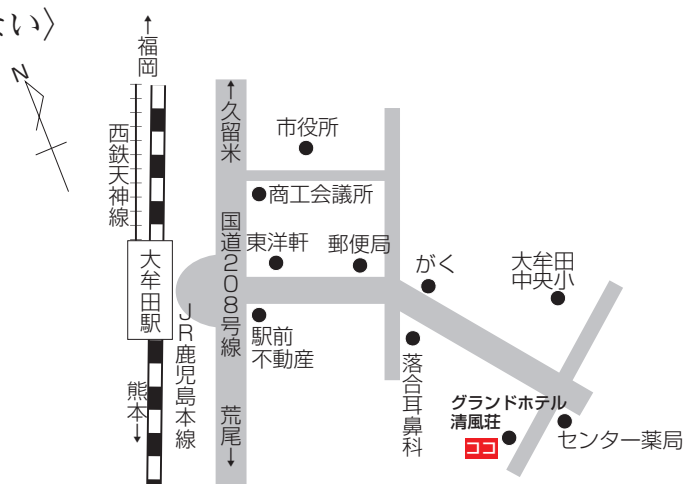 い〉
↑福岡
N
西鉄天神線
↑久留米
市役所
商工会議所
国道208号線
東洋軒
郵便局
がく
大牟田
中央小
大牟田駅
JR鹿児島本線
駅前
不動産
落合耳鼻科
熊本↓
荒尾↓
グランドホテル
清風荘
ココ
センター薬局